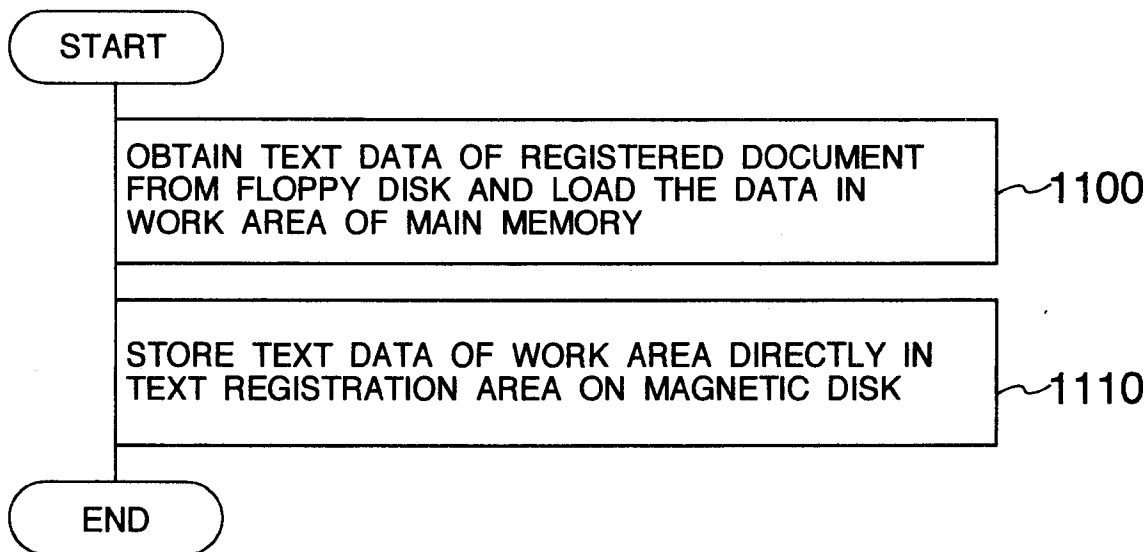 START
OBTAIN TEXT DATA OF REGISTERED DOCUMENT
FROM FLOPPY DISK AND LOAD THE DATA IN
WORK AREA OF MAIN MEMORY
1100
STORE TEXT DATA OF WORK AREA DIRECTLY IN
TEXT REGISTRATION AREA ON MAGNETIC DISK
1110
END